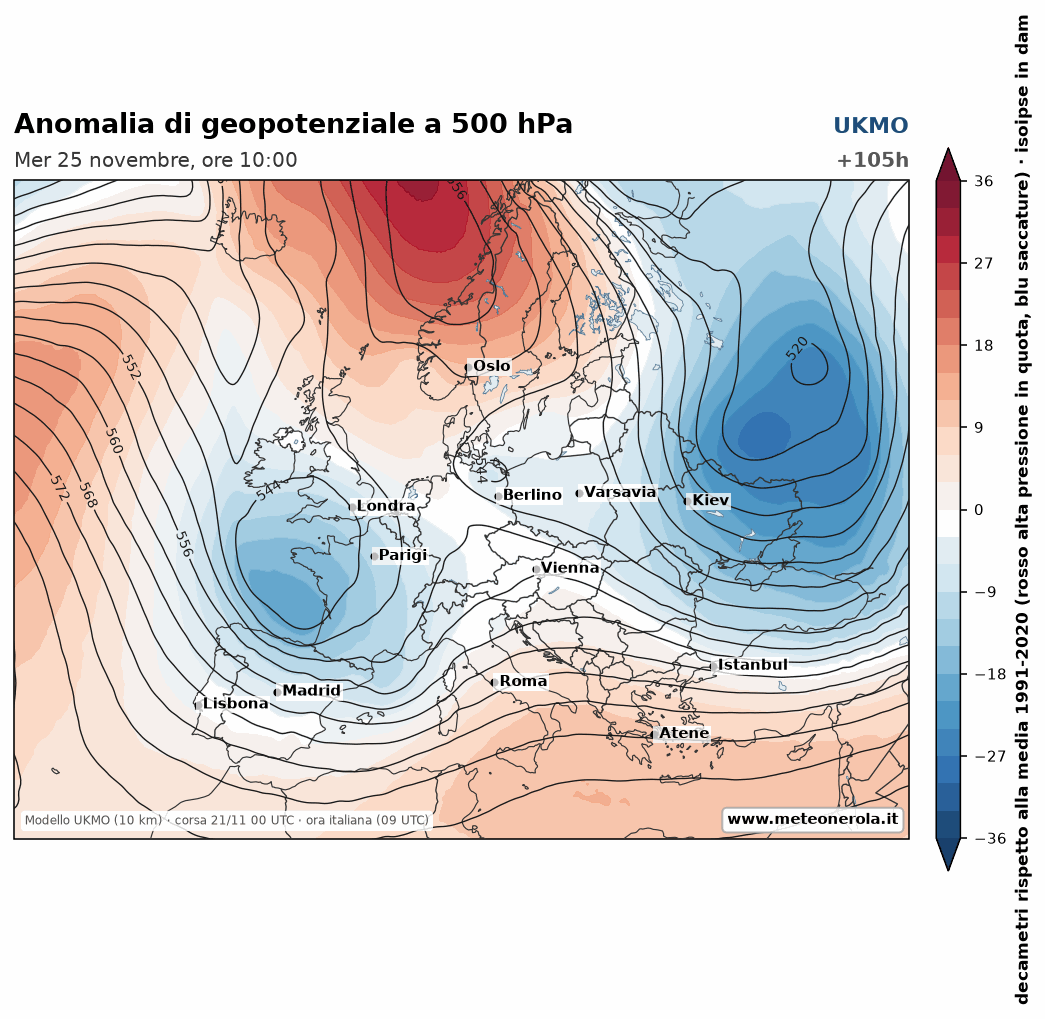 Anomalia di geopotenziale a 500 hPa
UKMO
Mer 25 novembre, ore 10:00
+105h
556
552
560
572
568
556
544
544
520
Oslo
Londra
Berlino
Varsavia
Kiev
Parigi
Vienna
Istanbul
Roma
Madrid
Lisbona
Atene
Modello UKMO (10 km) · corsa 21/11 00 UTC · ora italiana (09 UTC)
www.meteonerola.it
36
27
18
9
0
−9
−18
−27
−36
decametri rispetto alla media 1991-2020 (rosso alta pressione in quota, blu saccature) · isoipse in dam